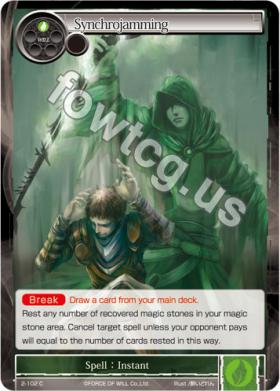 Synchrojamming
WILL
fowtcg.us
Break Draw a card from your main deck.
Rest any number of recovered magic stones in your magic
stone area. Cancel target spell unless your opponent pays
will equal to the number of cards rested in this way.
Spell : Instant
2-102 C
©FORCE OF WILL Co.,Ltd.
Illust /